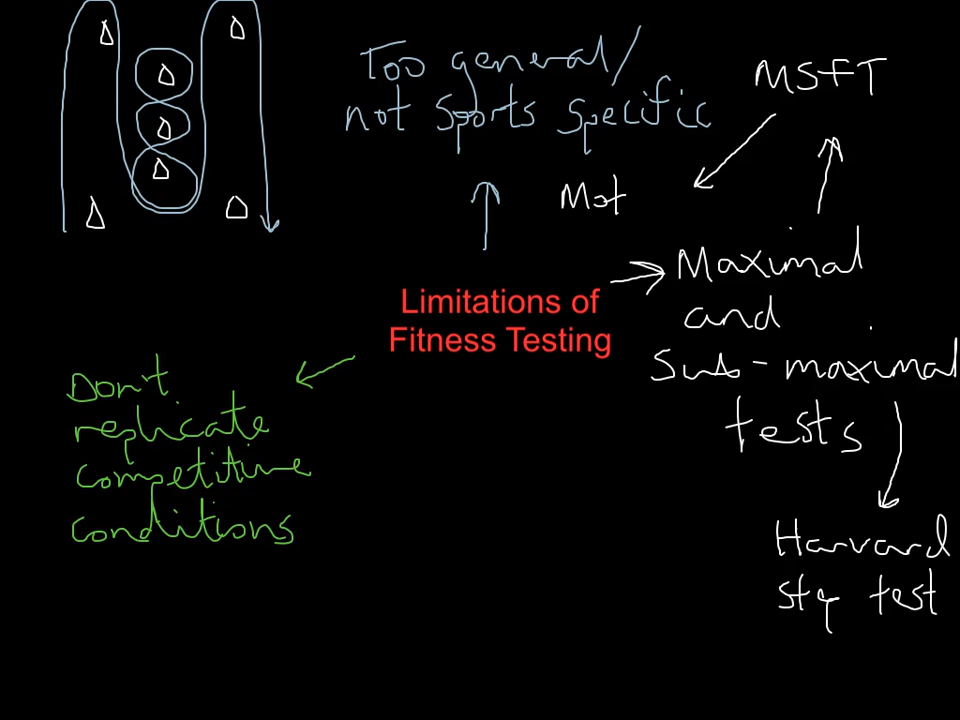 Too general/
not sports specific
MSFT
Mot
Limitations of
Fitness Testing
Maximal
and
Sub-maximal
tests
Don't
replicate
competitive
conditions
Harvard
step test